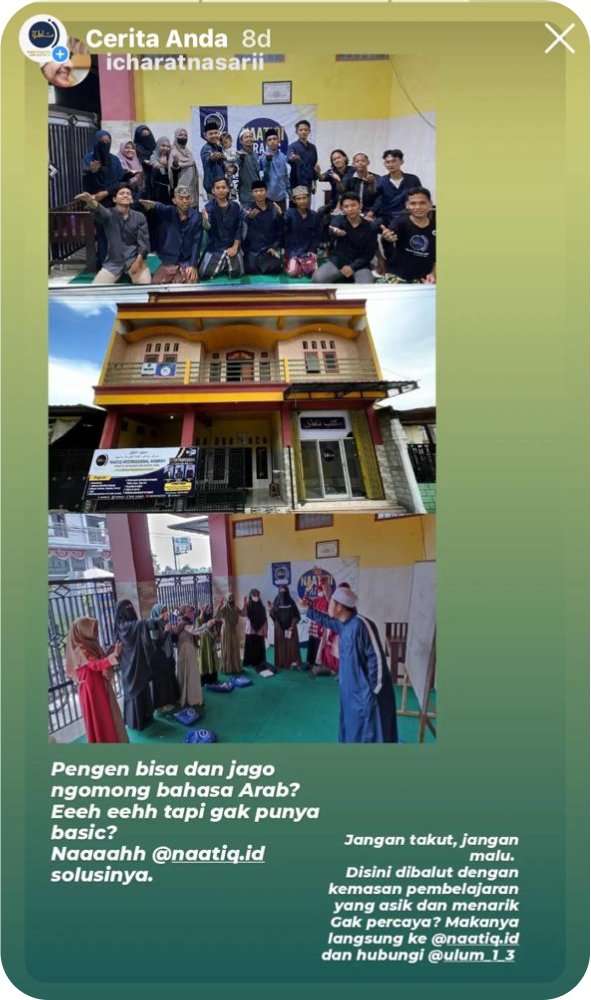 Cerita Anda 8d
icharatnasarii
Pengen bisa dan jago
ngomong bahasa Arab?
Eeeh eehh tapi gak punya
basic?
Naaaahh @naatiq.id
solusinya.
Jangan takut, jangan
malu.
Disini dibalut dengan
kemasan pembelajaran
yang asik dan menarik
Gak percaya? Makanya
langsung ke @naatiq.id
dan hubungi @ulum_1_3